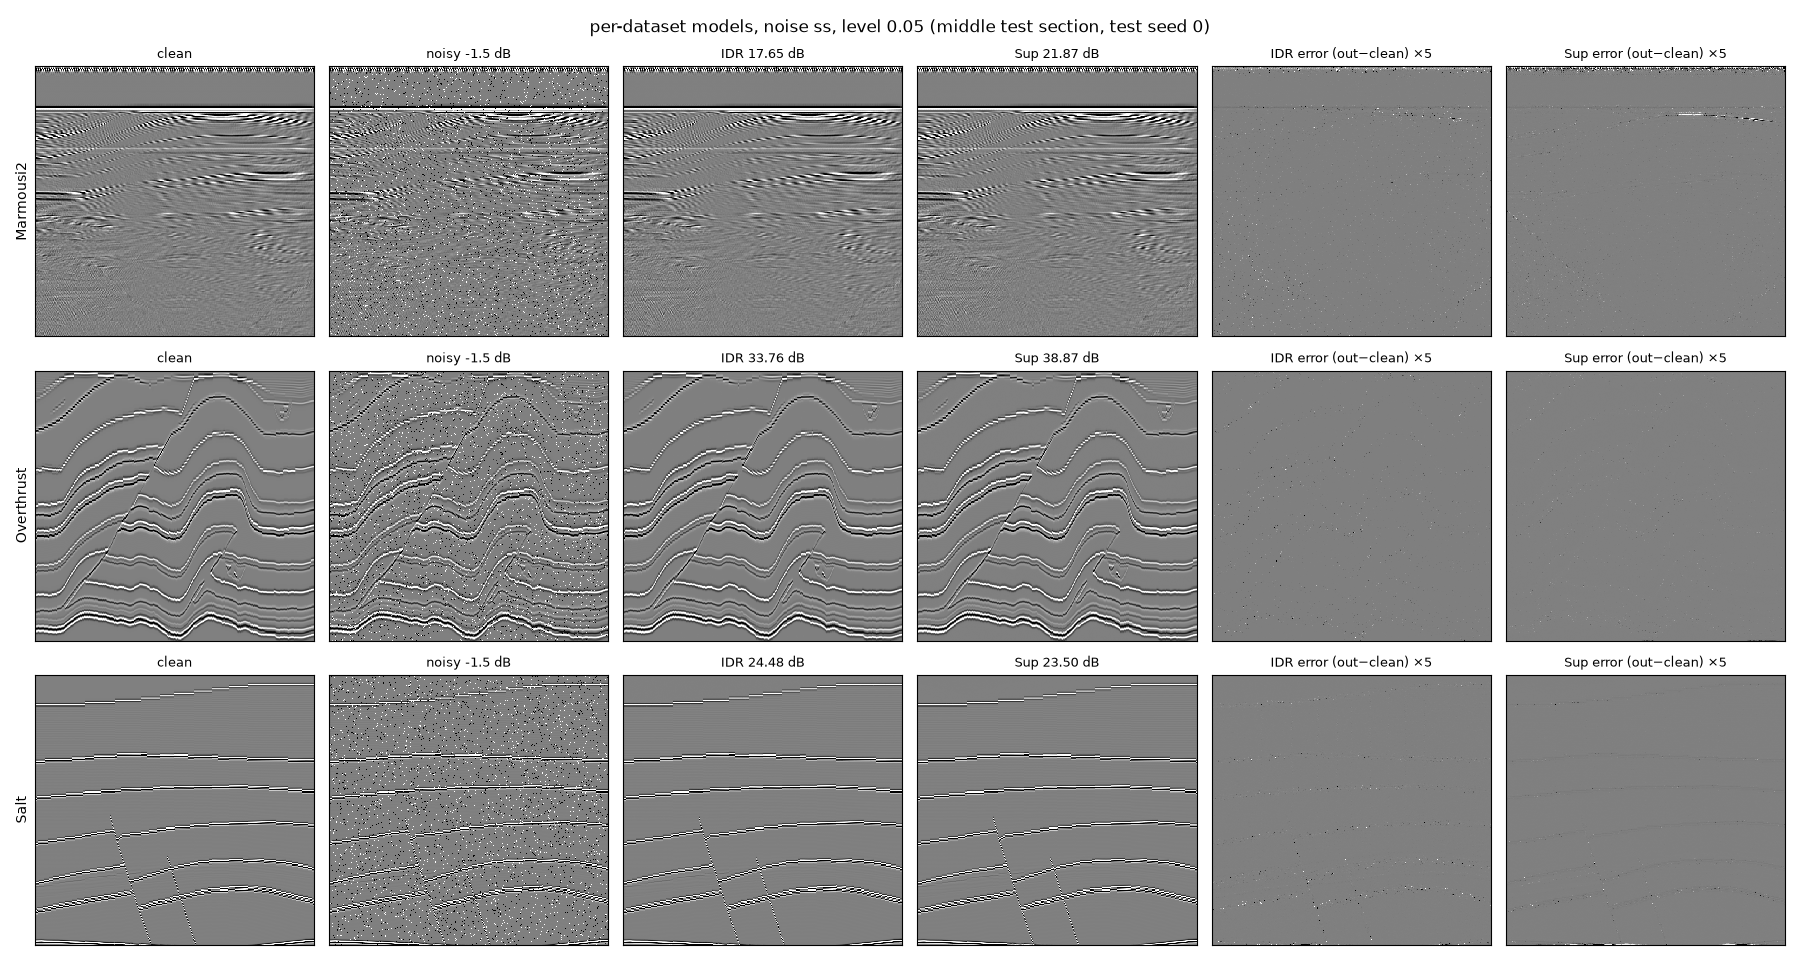 per-dataset models, noise ss, level 0.05 (middle test section, test seed 0)
clean
noisy -1.5 dB
IDR 17.65 dB
Sup 21.87 dB
IDR error (out−clean) ×5
Sup error (out−clean) ×5
Marmousi2
clean
noisy -1.5 dB
IDR 33.76 dB
Sup 38.87 dB
IDR error (out−clean) ×5
Sup error (out−clean) ×5
Overthrust
clean
noisy -1.5 dB
IDR 24.48 dB
Sup 23.50 dB
IDR error (out−clean) ×5
Sup error (out−clean) ×5
Salt